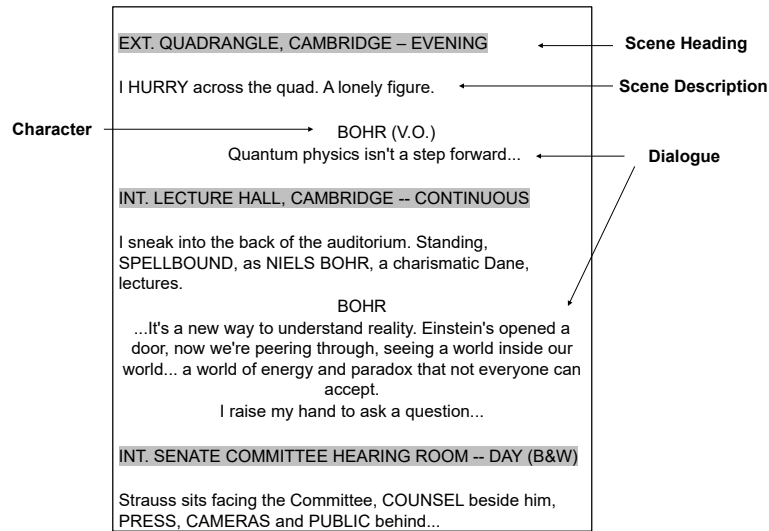 EXT. QUADRANGLE, CAMBRIDGE – EVENING
Scene Heading
I HURRY across the quad. A lonely figure.
Scene Description
Character
BOHR (V.O.)
Quantum physics isn't a step forward...
Dialogue
INT. LECTURE HALL, CAMBRIDGE -- CONTINUOUS
I sneak into the back of the auditorium. Standing,
SPELLBOUND, as NIELS BOHR, a charismatic Dane,
lectures.
BOHR
...It's a new way to understand reality. Einstein's opened a
door, now we're peering through, seeing a world inside our
world... a world of energy and paradox that not everyone can
accept.
I raise my hand to ask a question...
INT. SENATE COMMITTEE HEARING ROOM -- DAY (B&W)
Strauss sits facing the Committee, COUNSEL beside him,
PRESS, CAMERAS and PUBLIC behind...